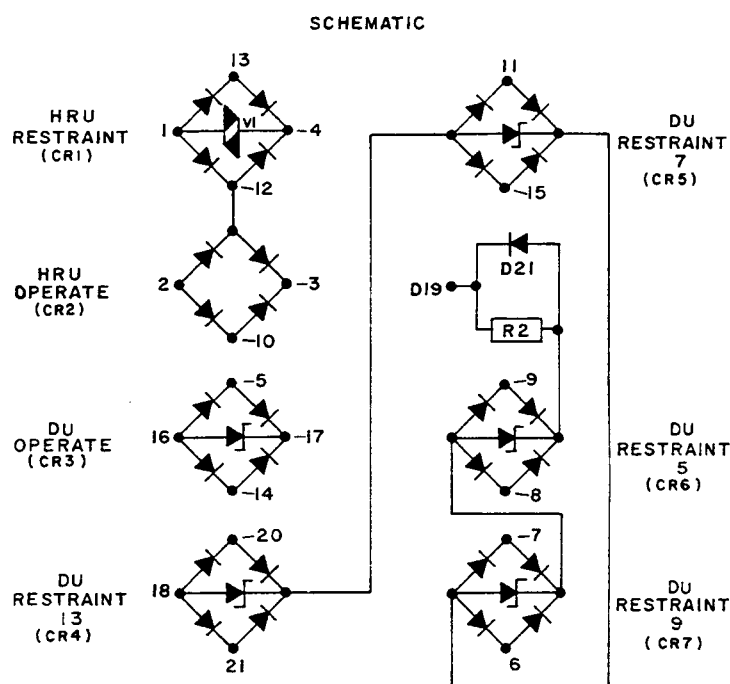 SCHEMATIC
13
HRU
RESTRAINT
(CR1)
1
V1
-4
-12
HRU
OPERATE
(CR2)
2
-3
-10
DU
OPERATE
(CR3)
-5
16
-17
-14
DU
RESTRAINT
13
(CR4)
-20
18
21
11
DU
RESTRAINT
7
(CR5)
-15
D21
D19
R2
-9
DU
RESTRAINT
5
(CR6)
-8
-7
DU
RESTRAINT
9
(CR7)
6